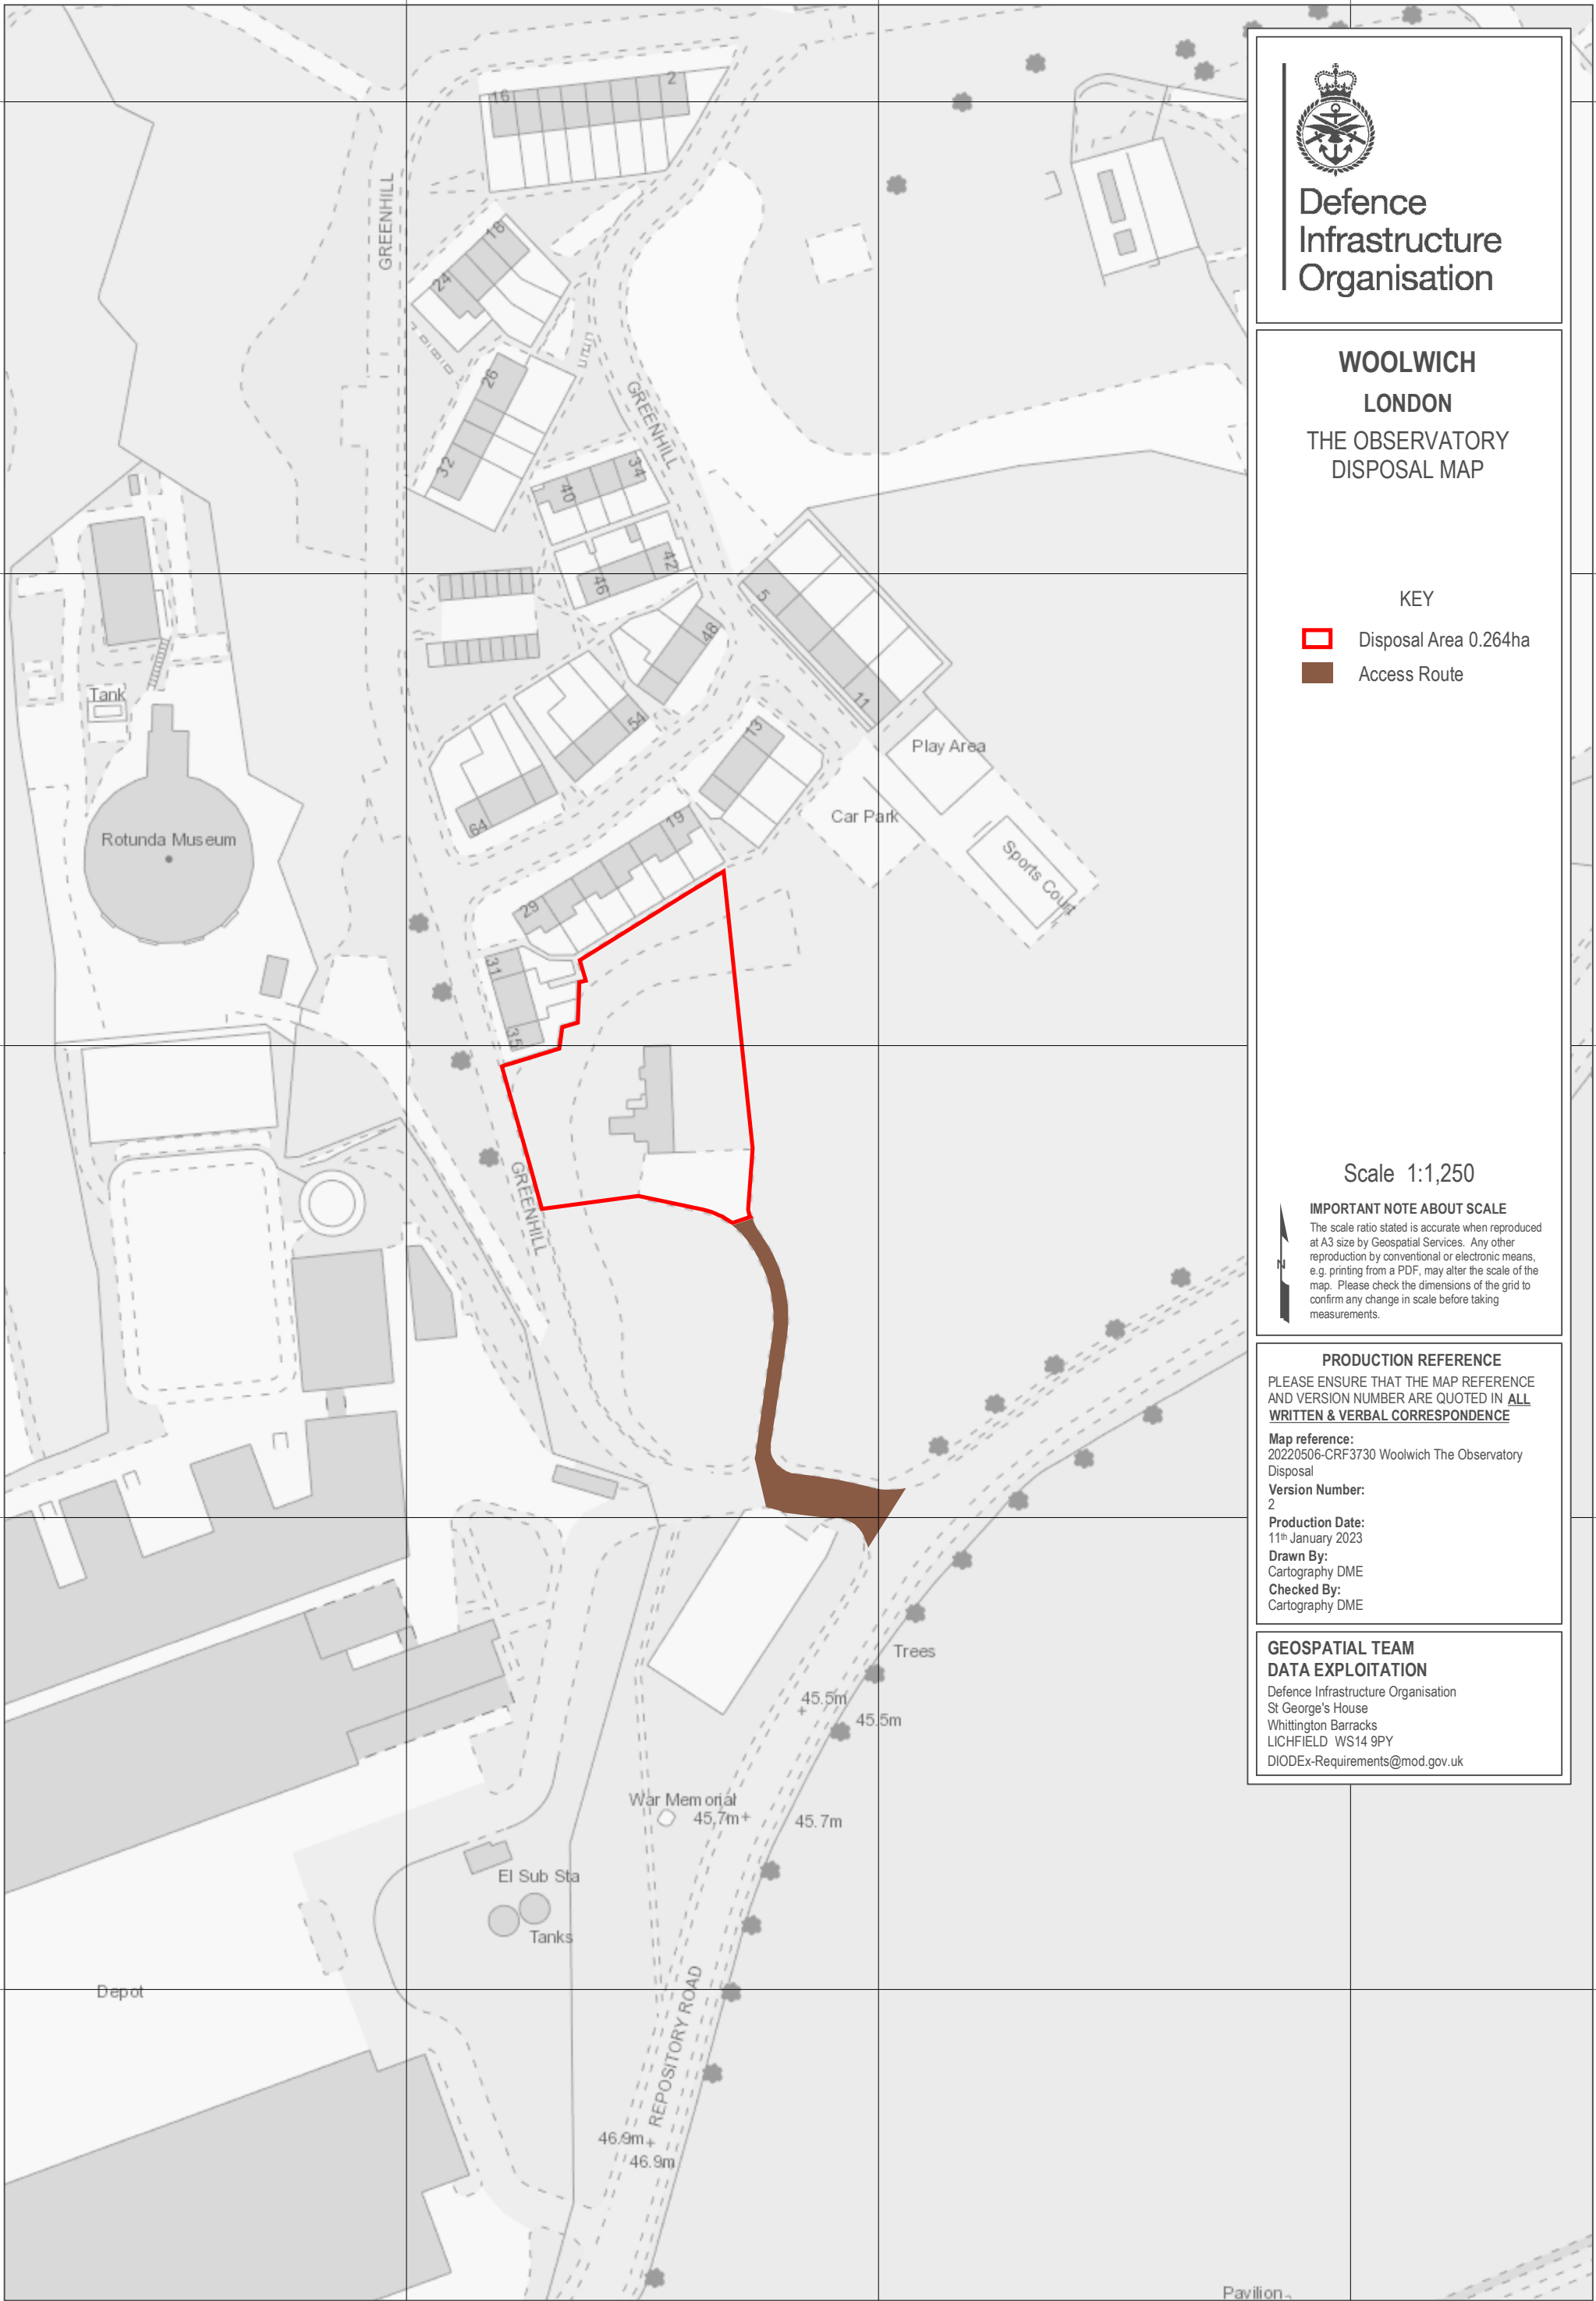 16
2
GREENHILL
18
24
26
32
GREENHILL
34
40
42
46
5
48
11
54
13
64
19
29
31
35
Tank
Rotunda Museum
Play Area
Car Park
Sports Court
GREENHILL
Trees
45.5m
45.5m
War Memorial
45.7m
45.7m
El Sub Sta
Tanks
Depot
REPOSITORY ROAD
46.9m
46.9m
Pavilion
Defence
Infrastructure
Organisation
WOOLWICH
LONDON
THE OBSERVATORY
DISPOSAL MAP
KEY
Disposal Area 0.264ha
Access Route
Scale 1:1,250
N
IMPORTANT NOTE ABOUT SCALE
The scale ratio stated is accurate when reproduced
at A3 size by Geospatial Services. Any other
reproduction by conventional or electronic means,
e.g. printing from a PDF, may alter the scale of the
map. Please check the dimensions of the grid to
confirm any change in scale before taking
measurements.
PRODUCTION REFERENCE
PLEASE ENSURE THAT THE MAP REFERENCE
AND VERSION NUMBER ARE QUOTED IN ALL
WRITTEN & VERBAL CORRESPONDENCE
Map reference:
20220506-CRF3730 Woolwich The Observatory
Disposal
Version Number:
2
Production Date:
11th January 2023
Drawn By:
Cartography DME
Checked By:
Cartography DME
GEOSPATIAL TEAM
DATA EXPLOITATION
Defence Infrastructure Organisation
St George's House
Whittington Barracks
LICHFIELD WS14 9PY
DIODEx-Requirements@mod.gov.uk